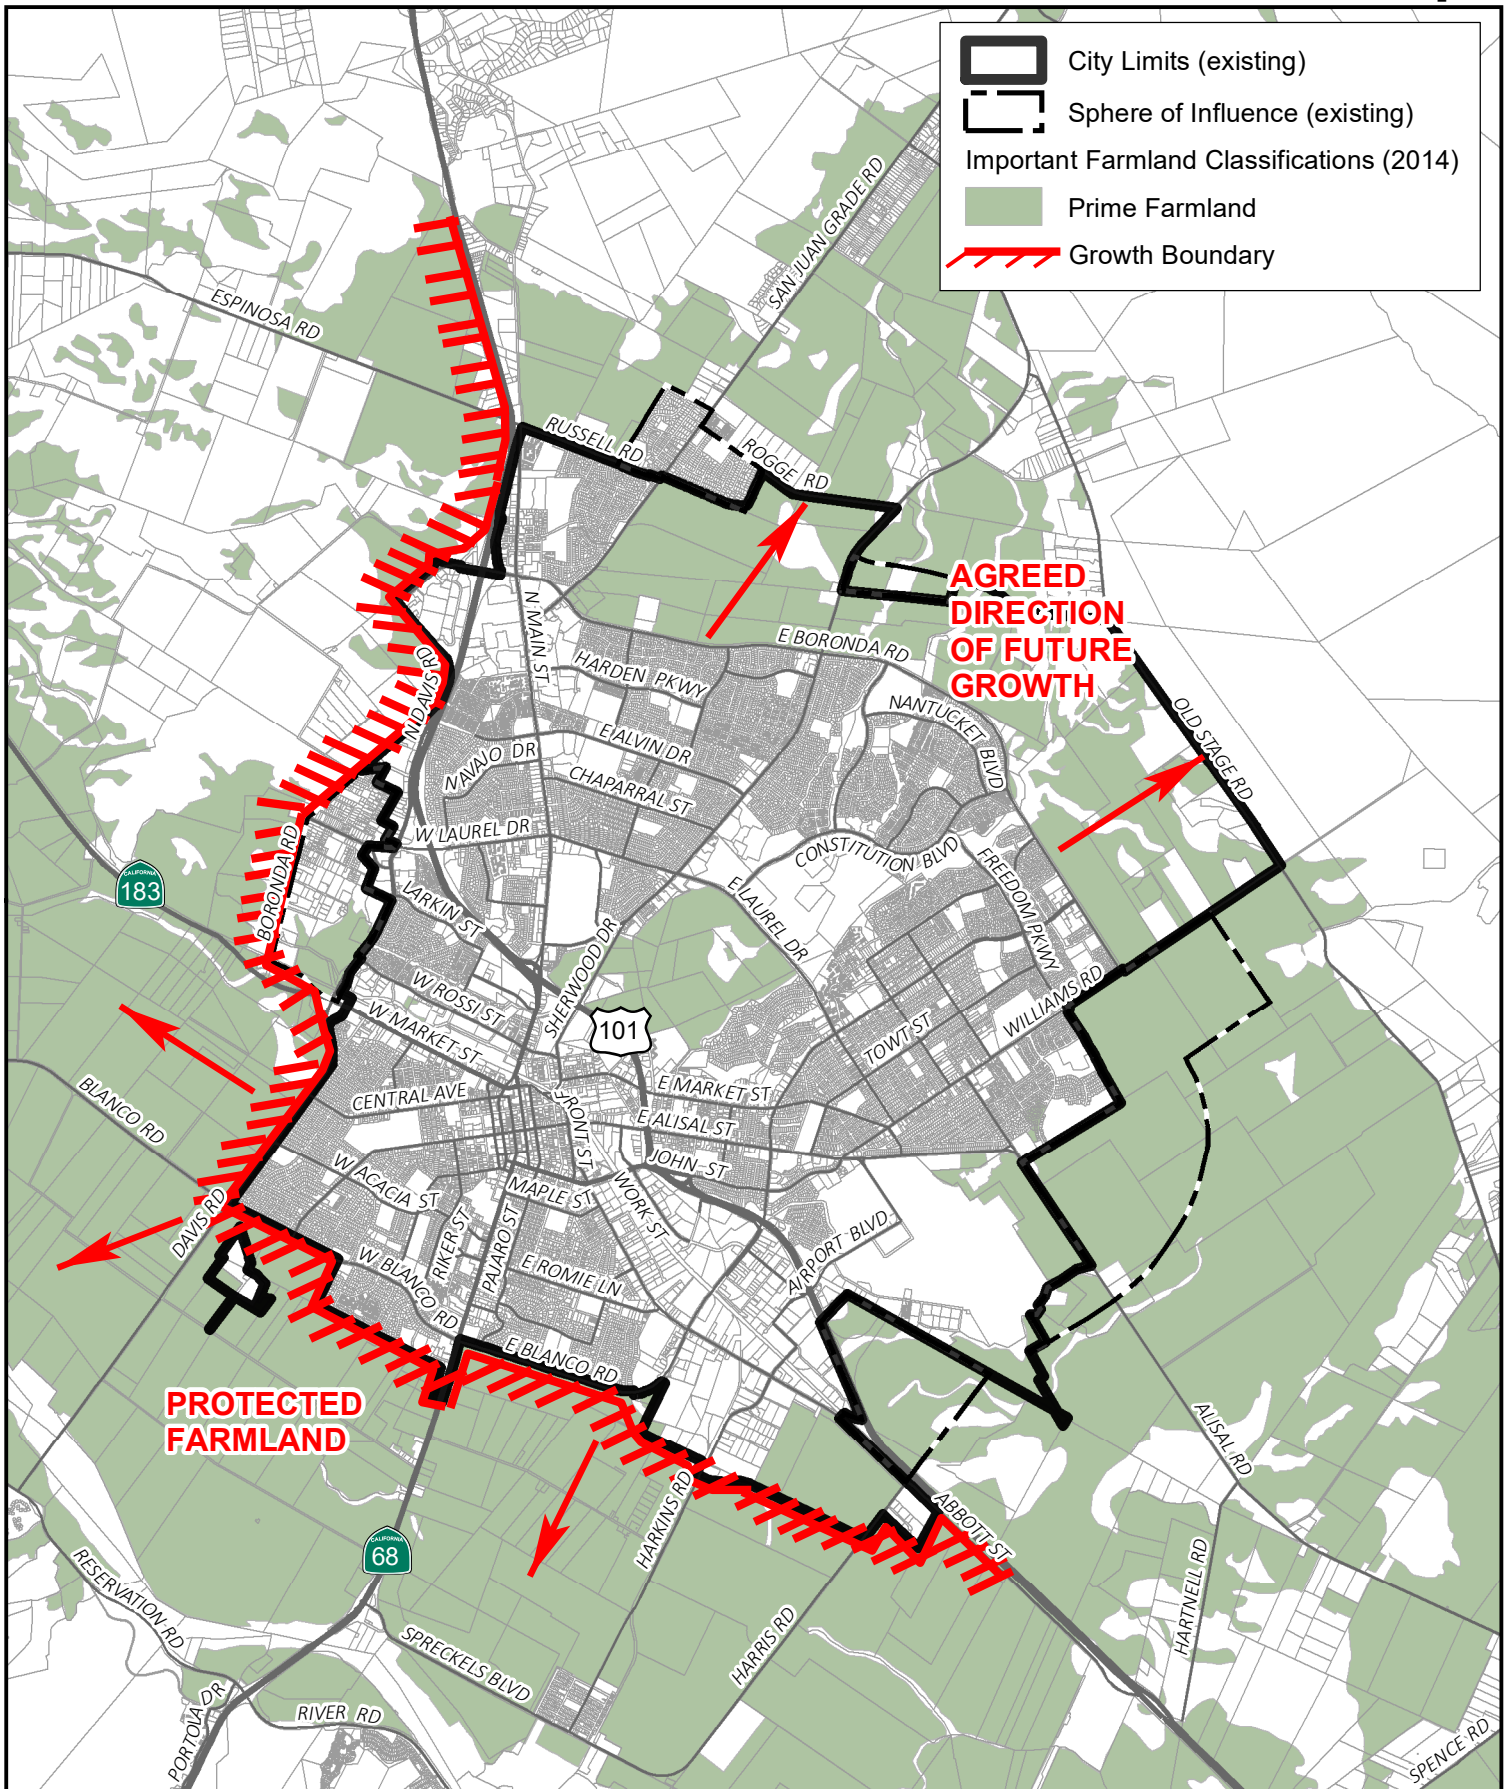 City Limits (existing)
Sphere of Influence (existing)
Important Farmland Classifications (2014)
Prime Farmland
Growth Boundary
SAN JUAN GRADE RD
ESPINOSA RD
RUSSELL RD
ROGGE RD
AGREED
DIRECTION
OF FUTURE
GROWTH
N MAIN ST
E BORONDA RD
HARDEN PKWY
N DAVIS RD
NANTUCKET BLVD
OLD STAGE RD
E ALVIN DR
NAVAJO DR
CHAPARRAL ST
W LAUREL DR
CONSTITUTION BLVD
FREEDOM PKWY
BORONDA RD
CALIFORNIA
183
LARKIN ST
E LAUREL DR
SHERWOOD DR
W ROSSI ST
W MARKET ST
101
TOWT ST
WILLIAMS RD
BLANCO RD
CENTRAL AVE
FRONT ST
E MARKET ST
E ALISAL ST
JOHN ST
W ACACIA ST
MAPLE ST
WORK ST
DAVIS RD
RIKER ST
PAJARO ST
AIRPORT BLVD
W BLANCO RD
E ROMIE LN
E BLANCO RD
PROTECTED
FARMLAND
ALISAL RD
HARKINS RD
ABBOTT ST
CALIFORNIA
68
RESERVATION RD
HARTNELL RD
SPRECKELS BLVD
HARRIS RD
PORTOLA DR
RIVER RD
SPENCE RD